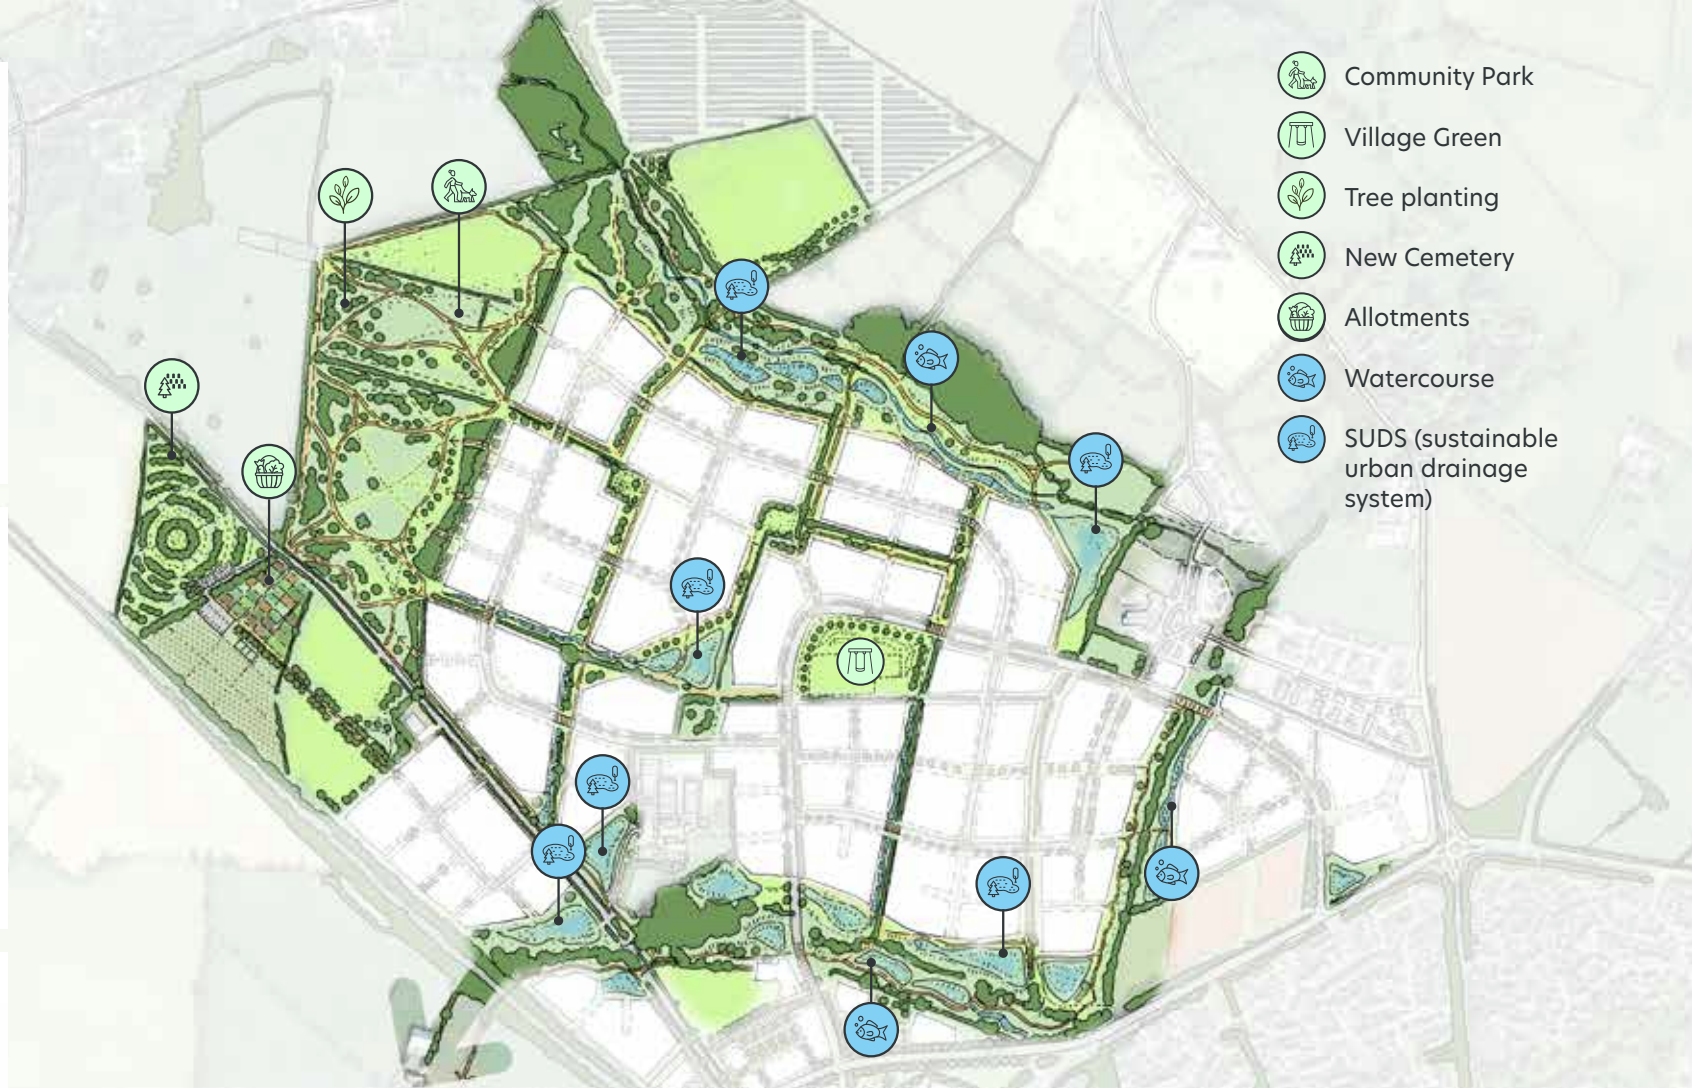 Community Park
Village Green
Tree planting
New Cemetery
Allotments
Watercourse
SUDS (sustainable
urban drainage
system)